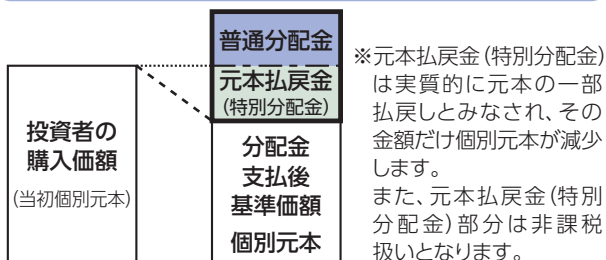 普通分配金
元本払戻金
(特別分配金)
投資者の
購入価額
(当初個別元本)
分配金
支払後
基準価額
個別元本
※元本払戻金(特別分配金)
は実質的に元本の一部
払戻しとみなされ、その
金額だけ個別元本が減少
します。
また、元本払戻金(特別
分配金)部分は非課税
扱いとなります。